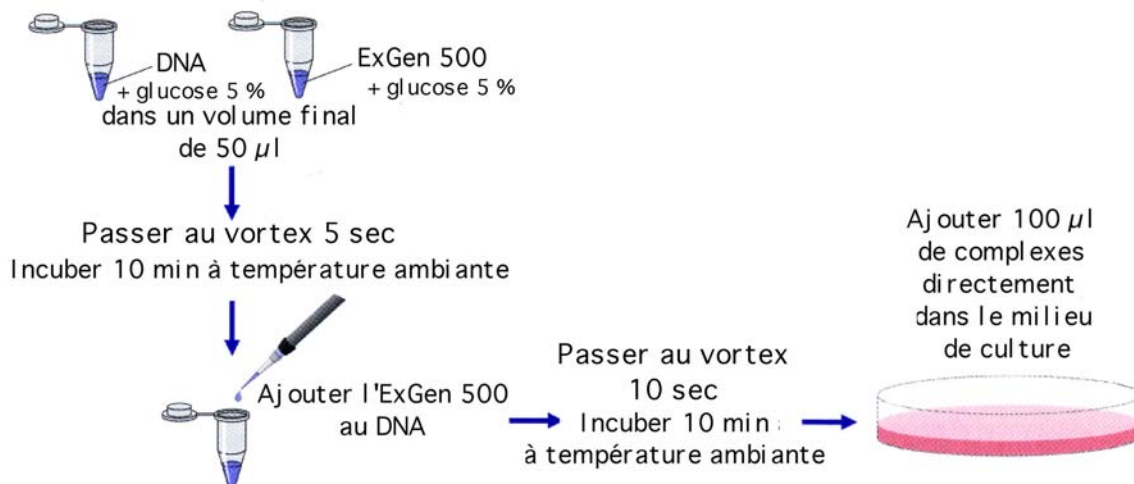 DNA
+ glucose 5 %
ExGen 500
+ glucose 5 %
dans un volume final
de 50 µl
Passer au vortex 5 sec
Incuber 10 min à température ambiante
Ajouter l'ExGen 500
au DNA
Passer au vortex
10 sec
Incuber 10 min
à température ambiante
Ajouter 100 µl
de complexes
directement
dans le milieu
de culture